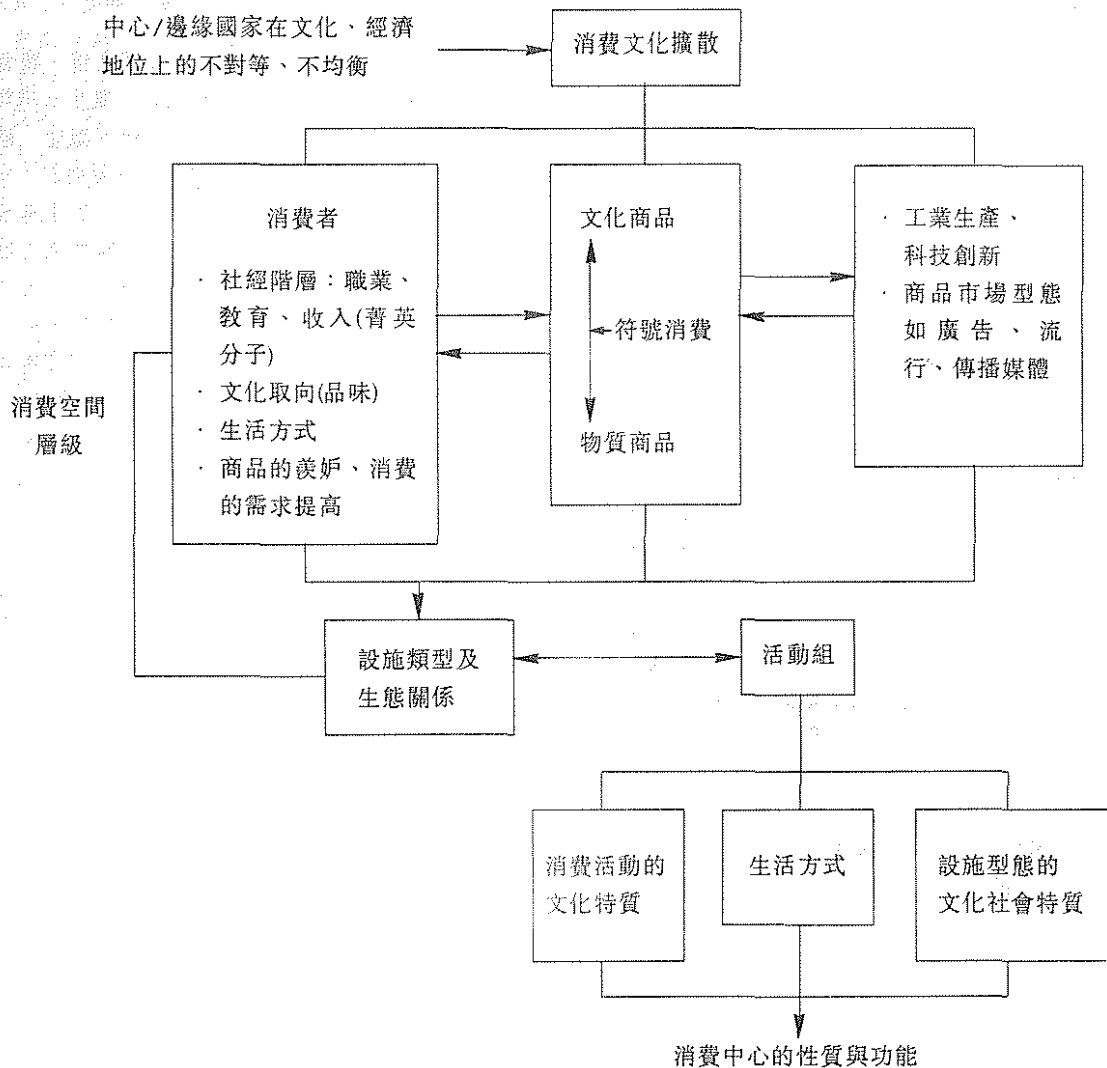 中心/邊緣國家在文化、經濟
地位上的不對等、不均衡
消費文化擴散
消費者
· 社經階層：職業、
教育、收入(菁英
分子)
· 文化取向(品味)
· 生活方式
· 商品的羨妒、消費
的需求提高
文化商品
符號消費
物質商品
· 工業生產、
科技創新
· 商品市場型態
如廣告、流
行、傳播媒體
消費空間
層級
設施類型及
生態關係
活動組
消費活動的
文化特質
生活方式
設施型態的
文化社會特質
消費中心的性質與功能